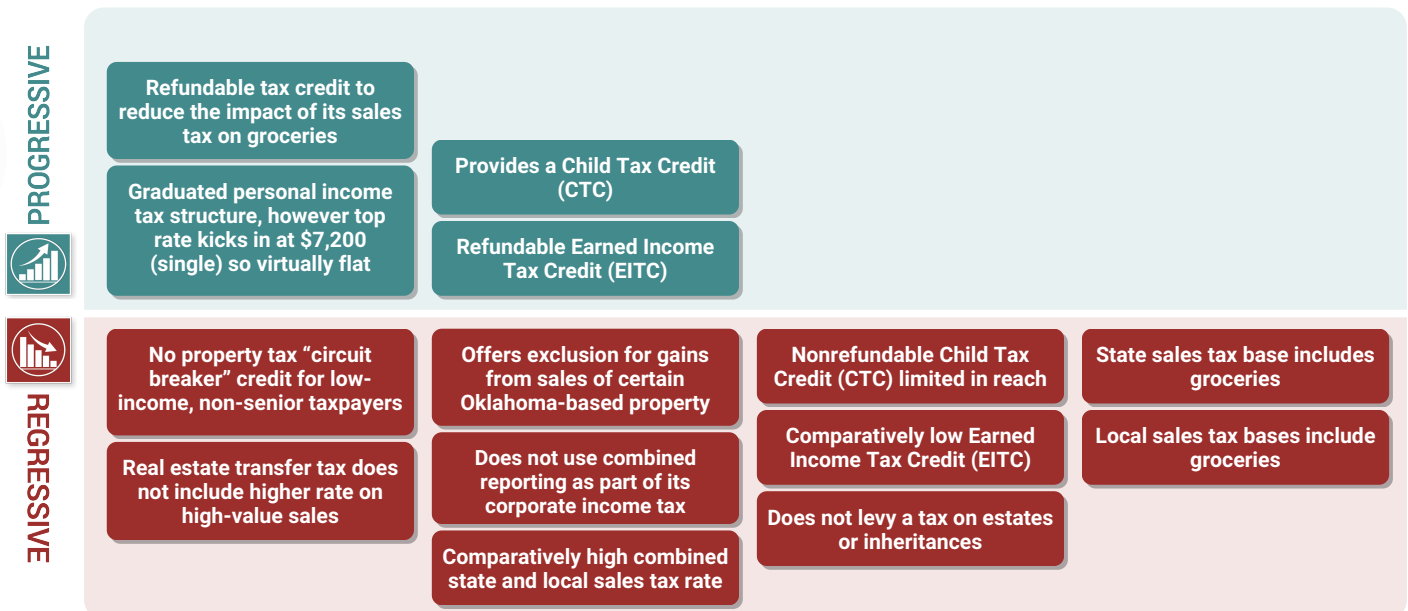 PROGRESSIVE
Refundable tax credit to
reduce the impact of its sales
tax on groceries
Graduated personal income
tax structure, however top
rate kicks in at $7,200
(single) so virtually flat
Provides a Child Tax Credit
(CTC)
Refundable Earned Income
Tax Credit (EITC)
REGRESSIVE
No property tax “circuit
breaker” credit for low-
income, non-senior taxpayers
Real estate transfer tax does
not include higher rate on
high-value sales
Offers exclusion for gains
from sales of certain
Oklahoma-based property
Does not use combined
reporting as part of its
corporate income tax
Comparatively high combined
state and local sales tax rate
Nonrefundable Child Tax
Credit (CTC) limited in reach
Comparatively low Earned
Income Tax Credit (EITC)
Does not levy a tax on estates
or inheritances
State sales tax base includes
groceries
Local sales tax bases include
groceries